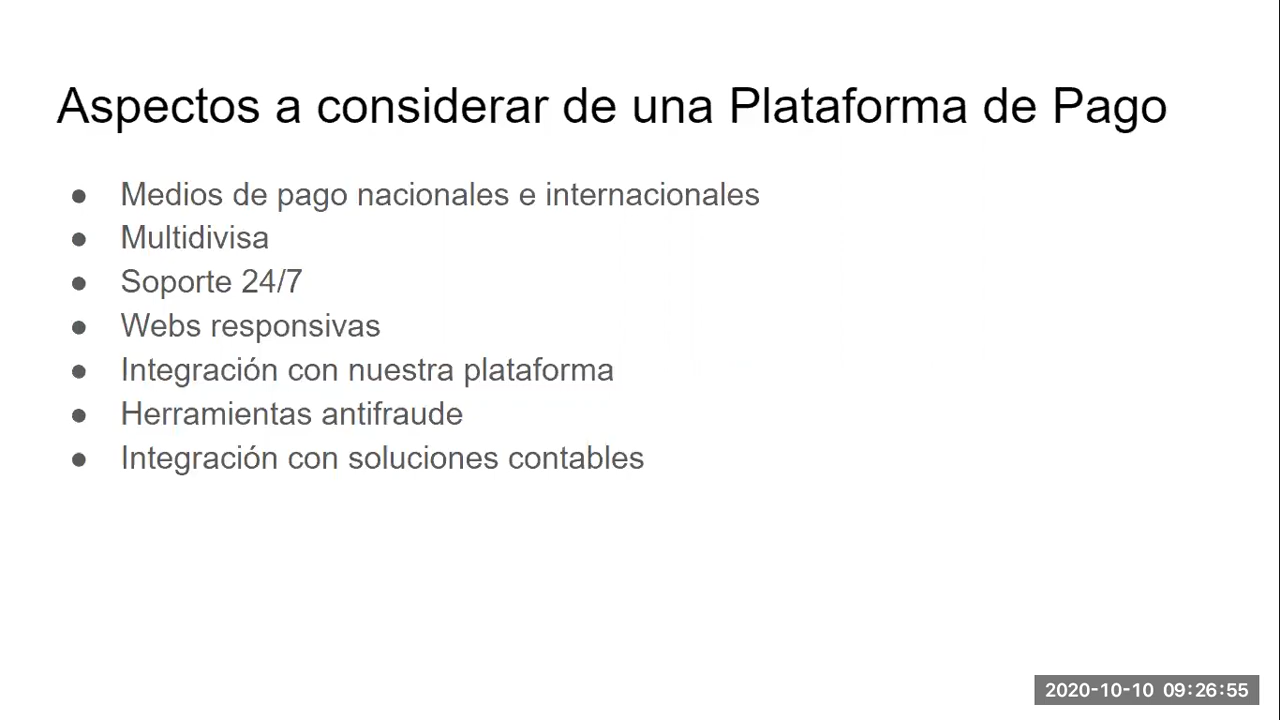 Aspectos a considerar de una Plataforma de Pago
● Medios de pago nacionales e internacionales
● Multidivisa
● Soporte 24/7
● Webs responsivas
● Integración con nuestra plataforma
● Herramientas antifraude
● Integración con soluciones contables
2020-10-10 09:26:55